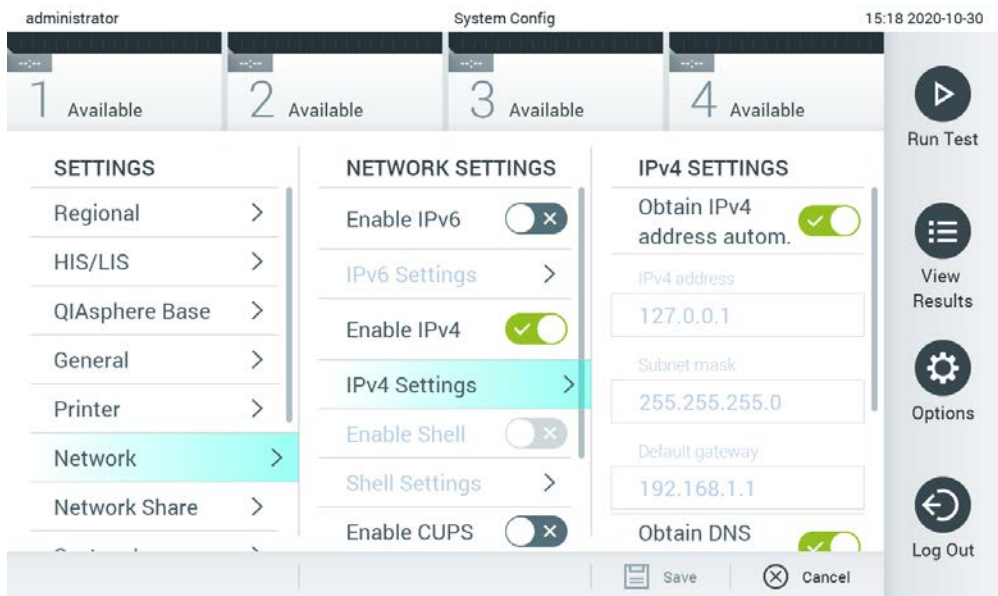 administrator
System Config
15:18 2020-10-30
--:--
--:--
--:--
--:--
1 Available
2 Available
3 Available
4 Available
SETTINGS
Regional
HIS/LIS
QIAsphere Base
General
Printer
Network
Network Share
NETWORK SETTINGS
Enable IPv6
IPv6 Settings
Enable IPv4
IPv4 Settings
Enable Shell
Shell Settings
Enable CUPS
IPv4 SETTINGS
Obtain IPv4
address autom.
IPv4 address
127.0.0.1
Subnet mask
255.255.255.0
Default gateway
192.168.1.1
Obtain DNS
Run Test
View
Results
Options
Log Out
Save
Cancel